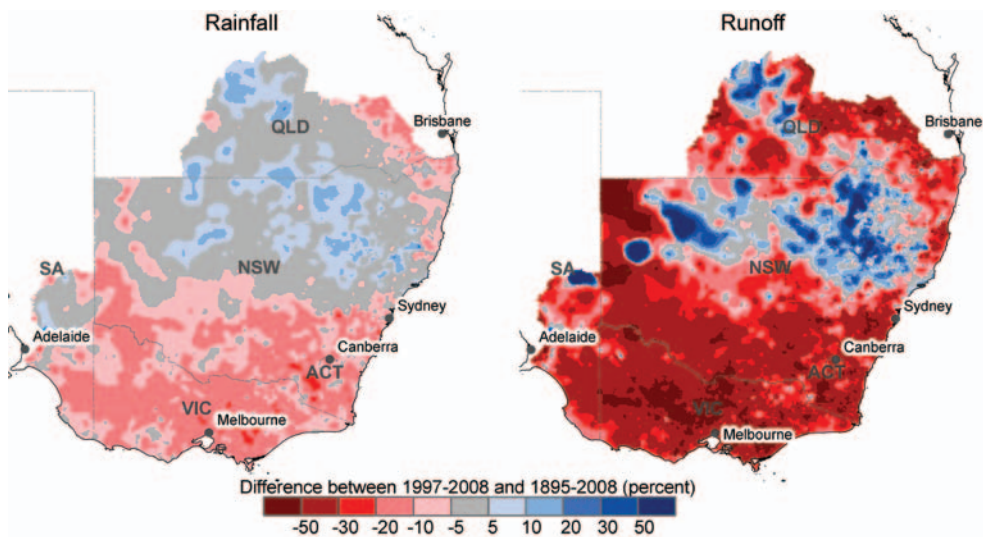 Rainfall
Runoff
QLD
Brisbane
NSW
SA
Sydney
Adelaide
Canberra
ACT
VIC
Melbourne
QLD
Brisbane
NSW
SA
Sydney
Adelaide
Canberra
ACT
VIC
Melbourne
Difference between 1997-2008 and 1895-2008 (percent)
-50 -30 -20 -10 -5 5 10 20 30 50